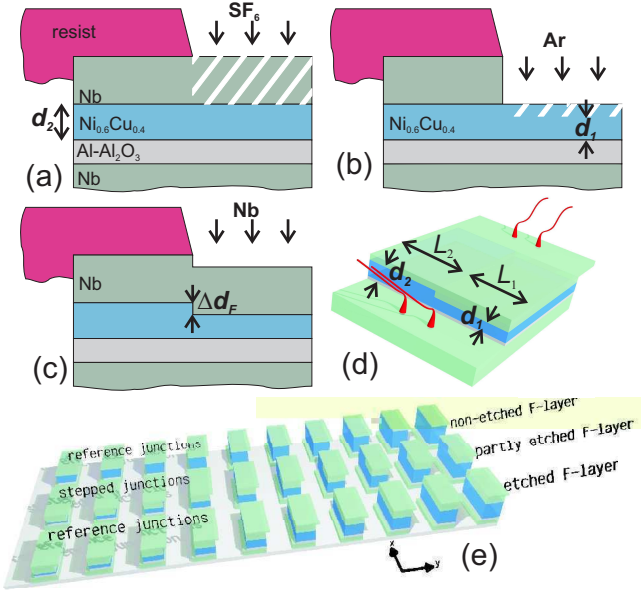 SF₆
resist
Nb
d₂
Ni₀.₆Cu₀.₄
Al-Al₂O₃
(a)
Nb
Ar
Ni₀.₆Cu₀.₄
d₁
(b)
Nb
Nb
Δd_F
(c)
L₂
L₁
d₂
d₁
(d)
non-etched F-layer
reference junctions
partly etched F-layer
stepped junctions
etched F-layer
reference junctions
x
y
(e)